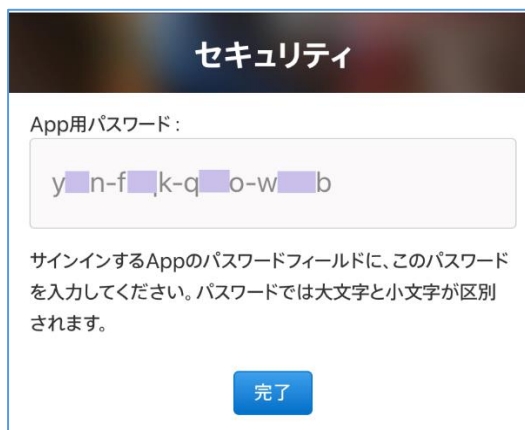 セキュリティ
App用パスワード:
サインインするAppのパスワードフィールドに、このパスワード
を入力してください。パスワードでは大文字と小文字が区別
されます。
完了